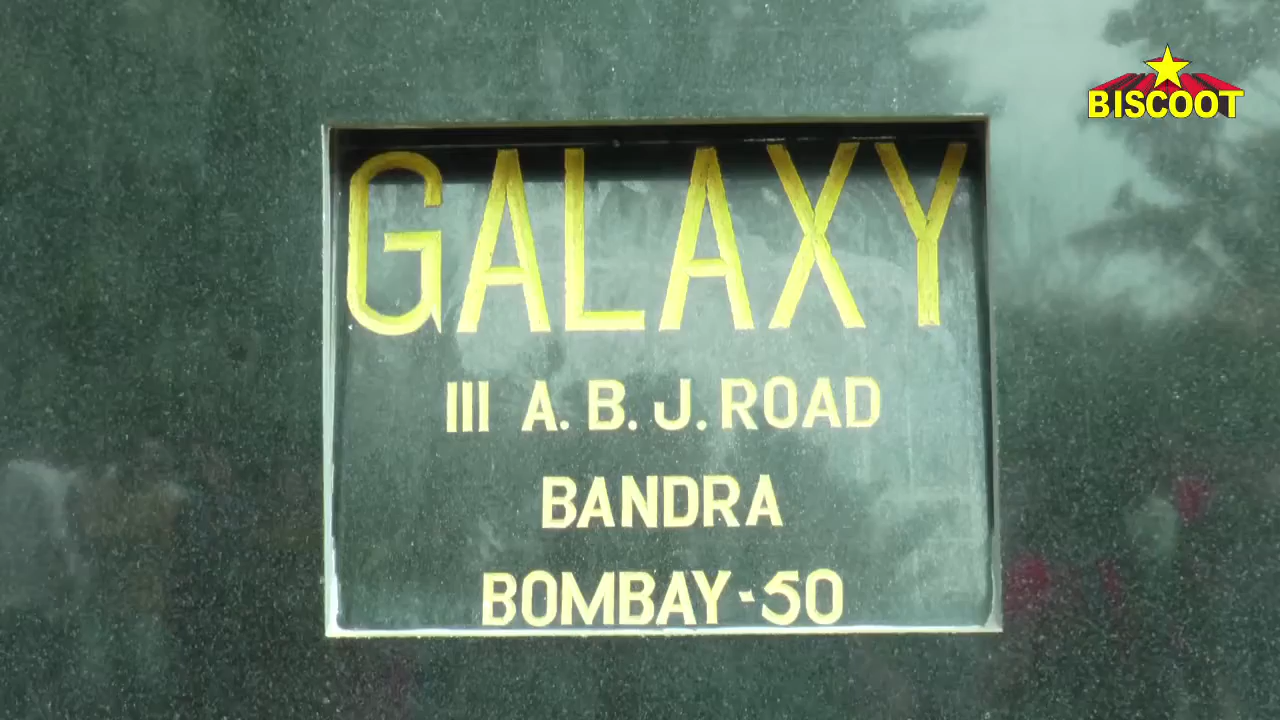 BISCOOT
GALAXY
III A. B. J. ROAD
BANDRA
BOMBAY-50